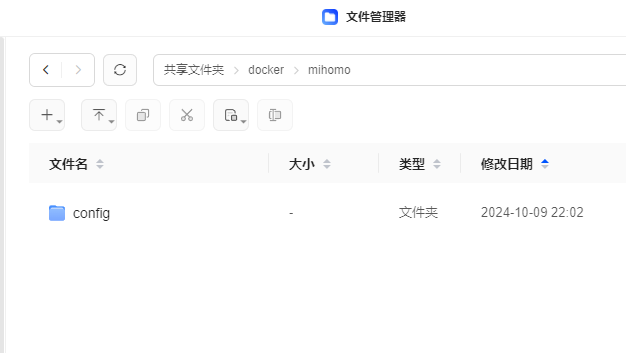 文件管理器
共享文件夹 docker mihomo
文件名 大小 类型 修改日期
config - 文件夹 2024-10-09 22:02